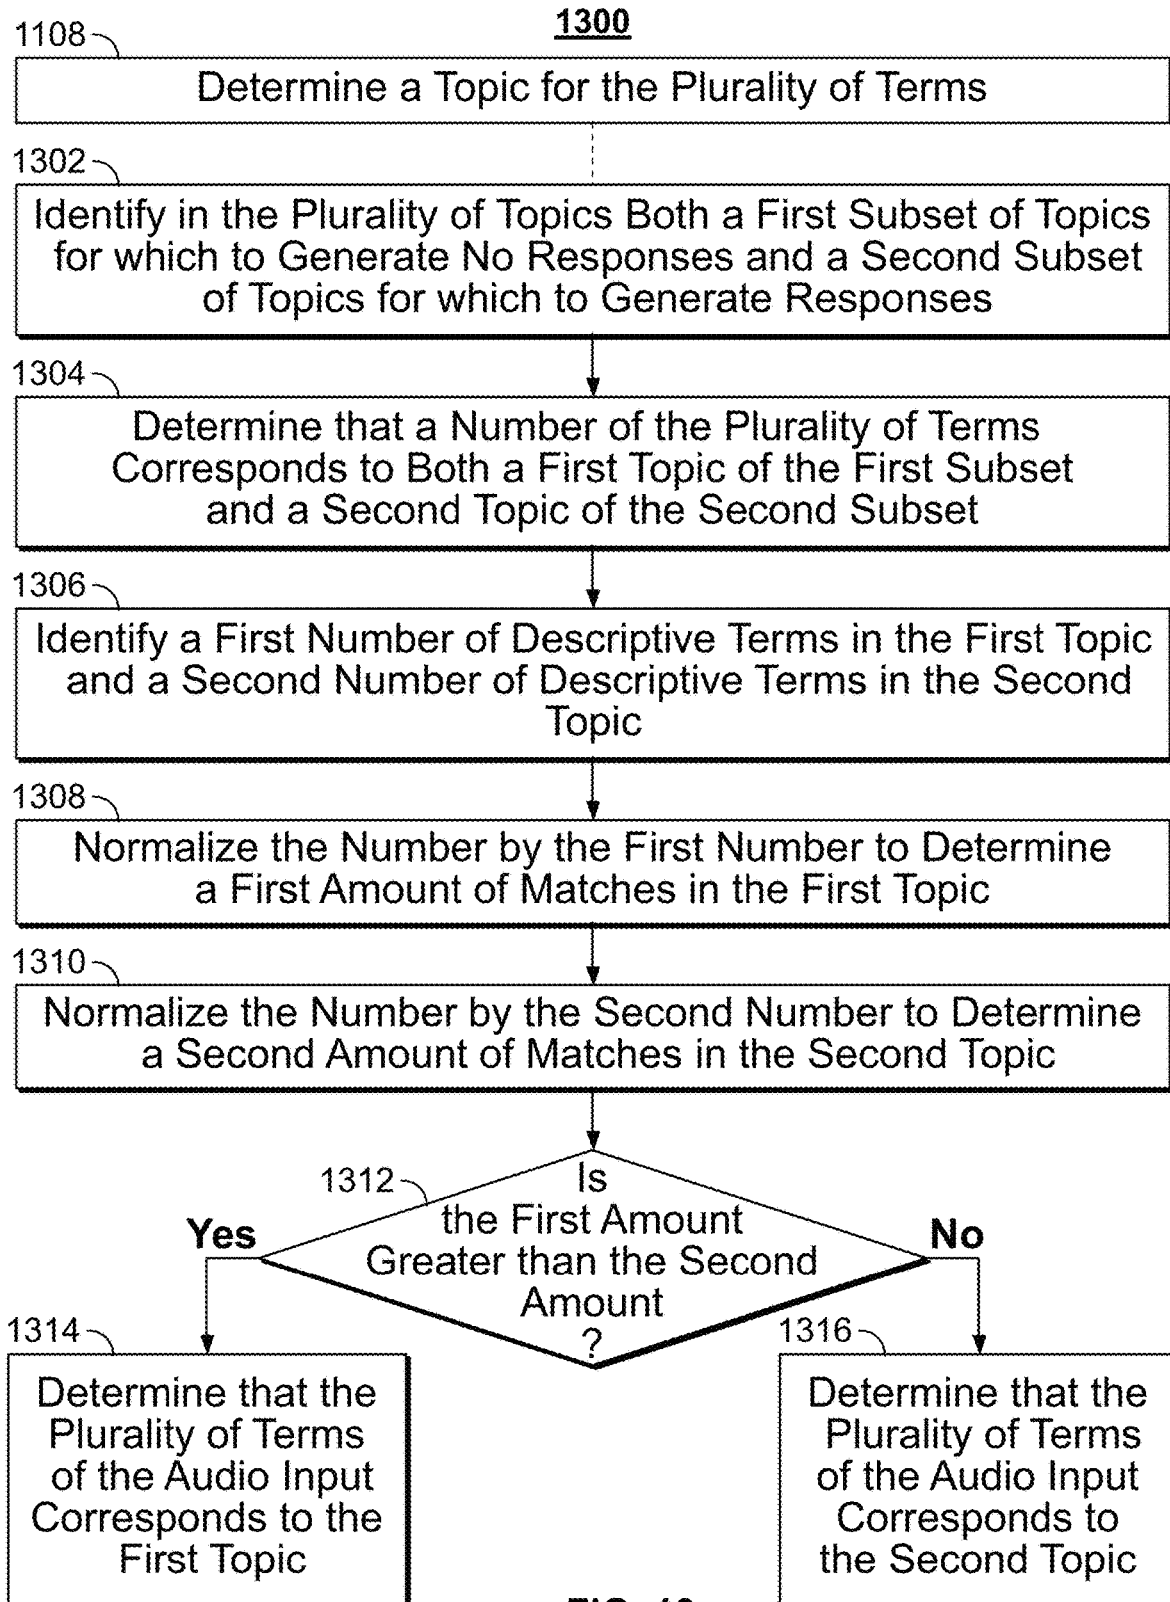 1300
1108
Determine a Topic for the Plurality of Terms
1302
Identify in the Plurality of Topics Both a First Subset of Topics
for which to Generate No Responses and a Second Subset
of Topics for which to Generate Responses
1304
Determine that a Number of the Plurality of Terms
Corresponds to Both a First Topic of the First Subset
and a Second Topic of the Second Subset
1306
Identify a First Number of Descriptive Terms in the First Topic
and a Second Number of Descriptive Terms in the Second
Topic
1308
Normalize the Number by the First Number to Determine
a First Amount of Matches in the First Topic
1310
Normalize the Number by the Second Number to Determine
a Second Amount of Matches in the Second Topic
1312
Is
the First Amount
Greater than the Second
Amount
?
Yes
No
1314
Determine that the
Plurality of Terms
of the Audio Input
Corresponds to the
First Topic
1316
Determine that the
Plurality of Terms
of the Audio Input
Corresponds to
the Second Topic